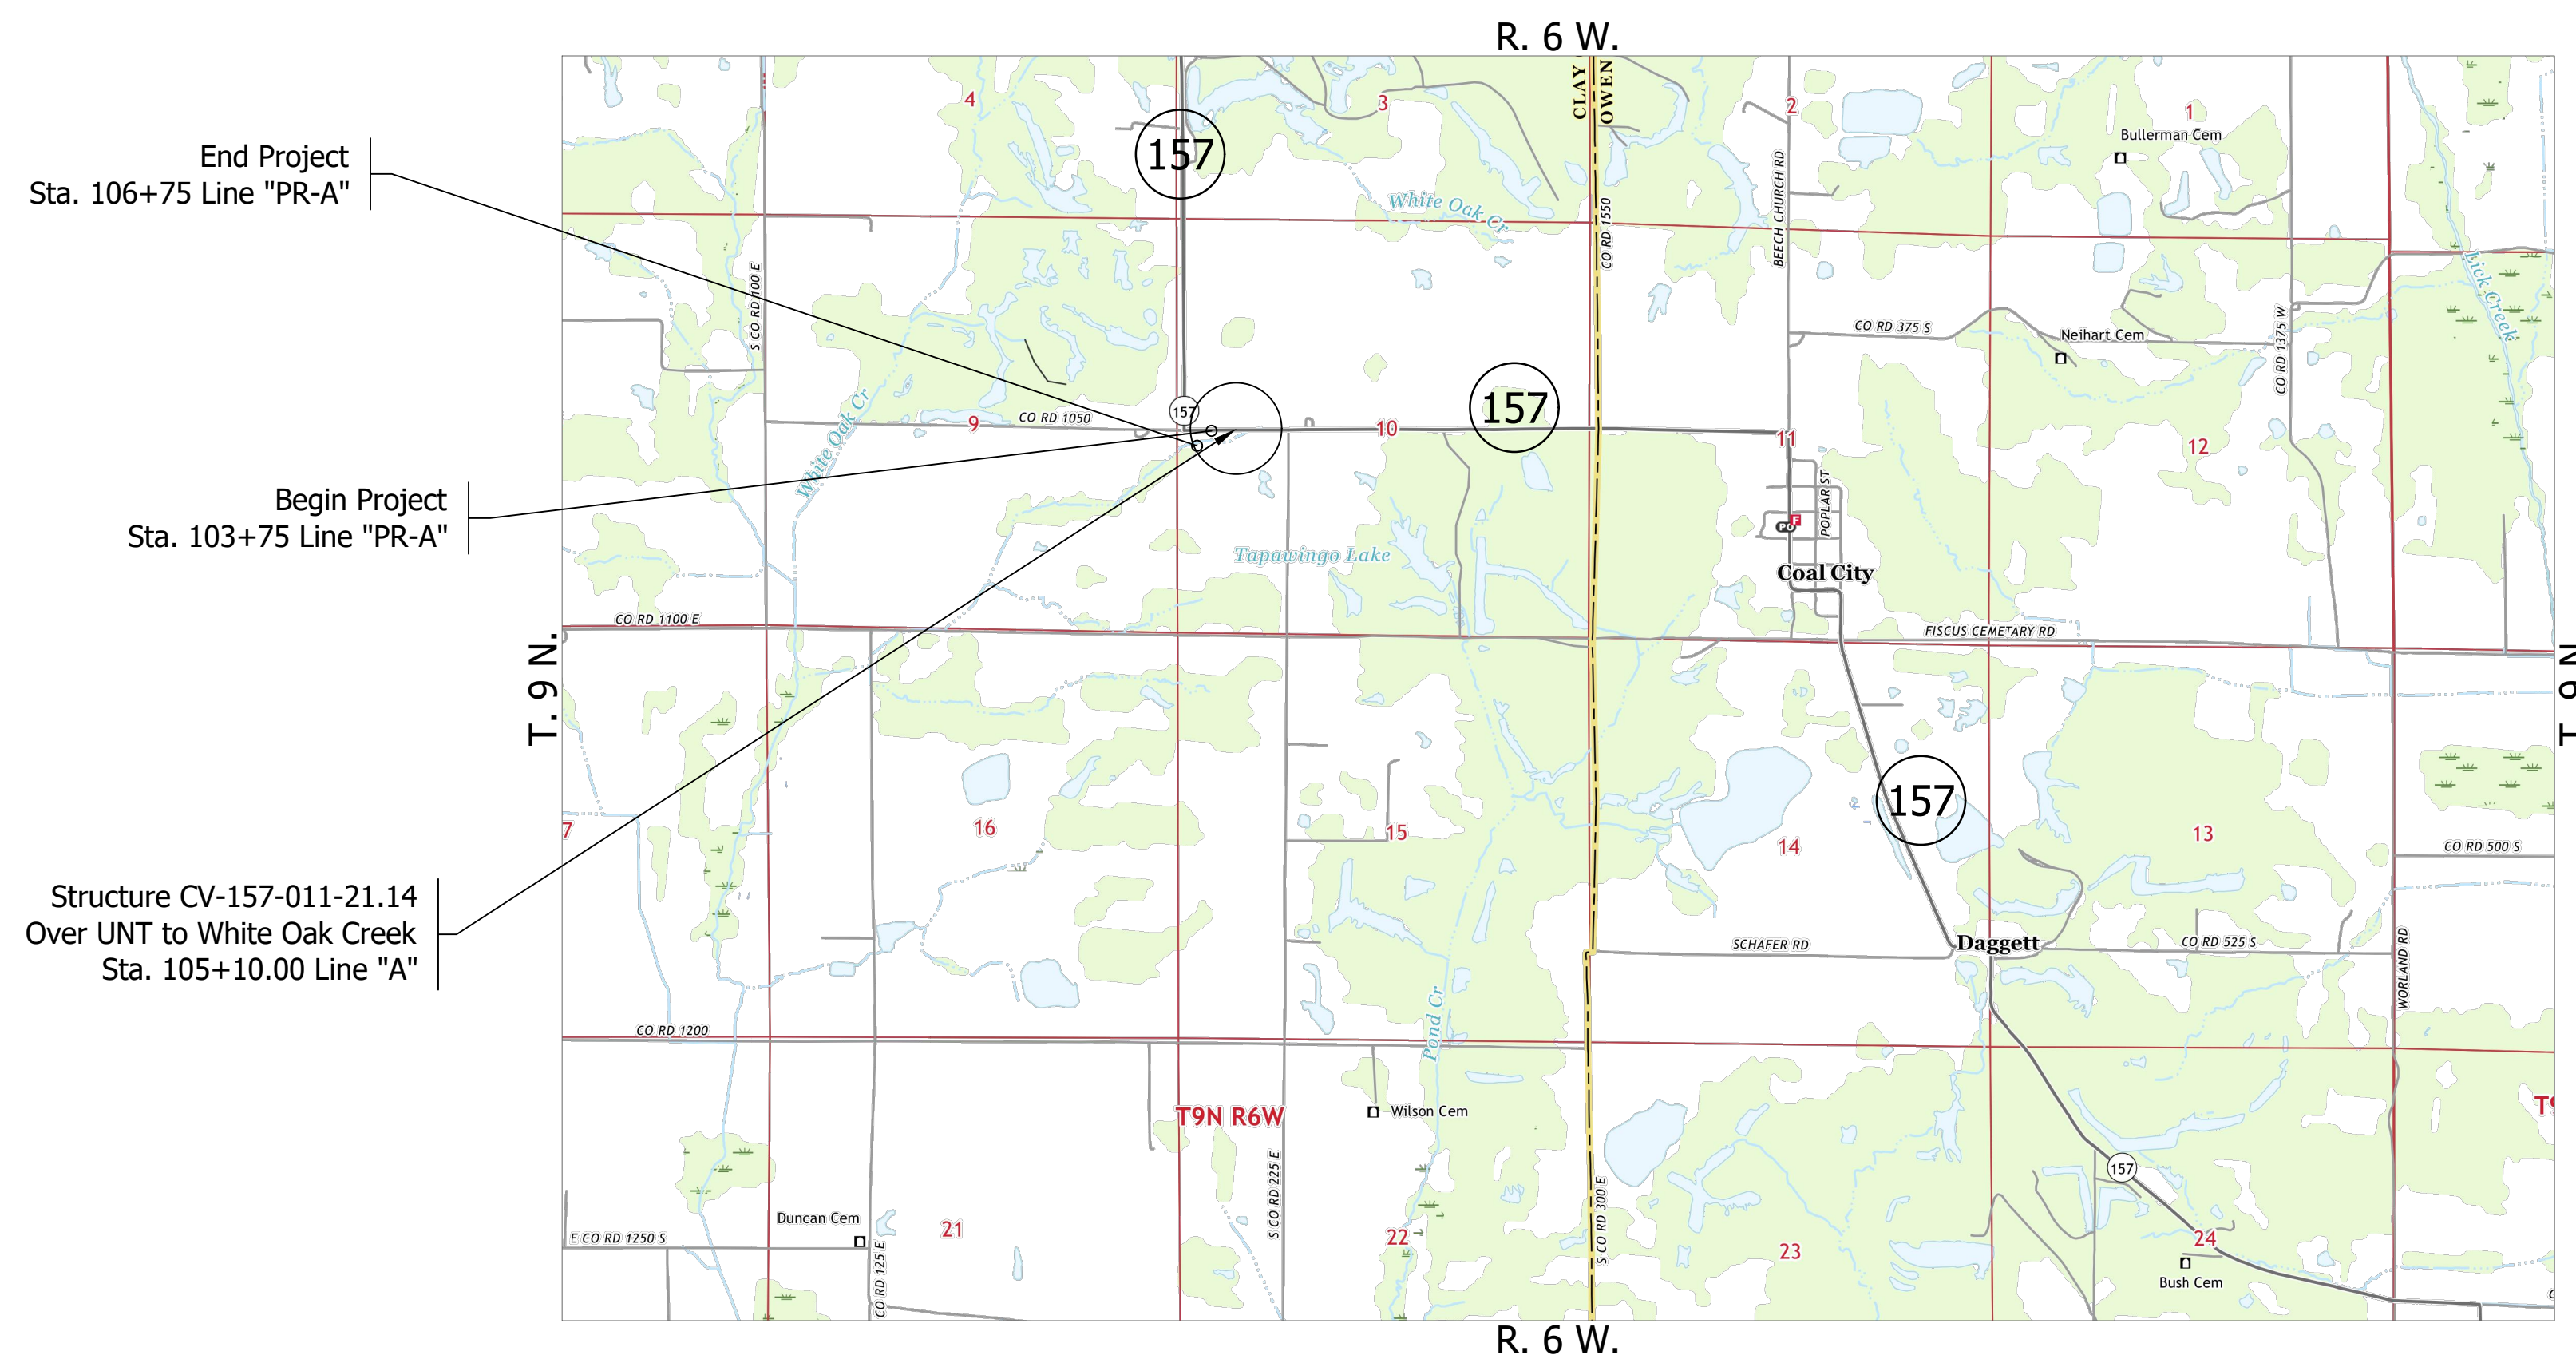 R. 6 W.
End Project
Sta. 106+75 Line "PR-A"
Begin Project
Sta. 103+75 Line "PR-A"
Structure CV-157-011-21.14
Over UNT to White Oak Creek
Sta. 105+10.00 Line "A"
T. 9 N.
CLAY
OWEN
4
3
2
1
Bullerman Cem
157
White Oak Cr
CO RD 1550
BEECH CHURCH RD
S CO RD 100 E
Lick Creek
CO RD 375 S
Neihart Cem
CO RD 1375 W
157
157
White Oak Cr
9
CO RD 1050
10
11
12
POPLAR ST
PO
F
Tapawingo Lake
Coal City
CO RD 1100 E
FISCUS CEMETARY RD
T 9 N
7
16
15
14
157
13
CO RD 500 S
SCHAFER RD
Daggett
CO RD 525 S
WORLAND RD
CO RD 1200
Pond Cr
T9N R6W
Wilson Cem
T9
S CO RD 225 E
S CO RD 300 E
157
Duncan Cem
E CO RD 1250 S
CO RD 125 E
21
22
23
24
Bush Cem
R. 6 W.